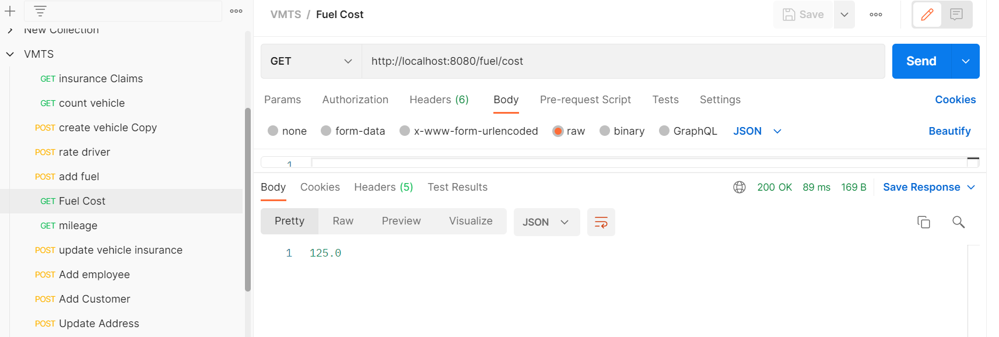 New Collection
VMTS
GET insurance Claims
GET count vehicle
POST create vehicle Copy
POST rate driver
POST add fuel
GET Fuel Cost
GET mileage
POST update vehicle insurance
POST Add employee
POST Add Customer
POST Update Address
VMTS / Fuel Cost
Save
GET http://localhost:8080/fuel/cost
Send
Params Authorization Headers (6) Body Pre-request Script Tests Settings Cookies
none form-data x-www-form-urlencoded raw binary GraphQL JSON Beautify
1
Body Cookies Headers (5) Test Results 200 OK 89 ms 169 B Save Response
Pretty Raw Preview Visualize JSON
1 125.0